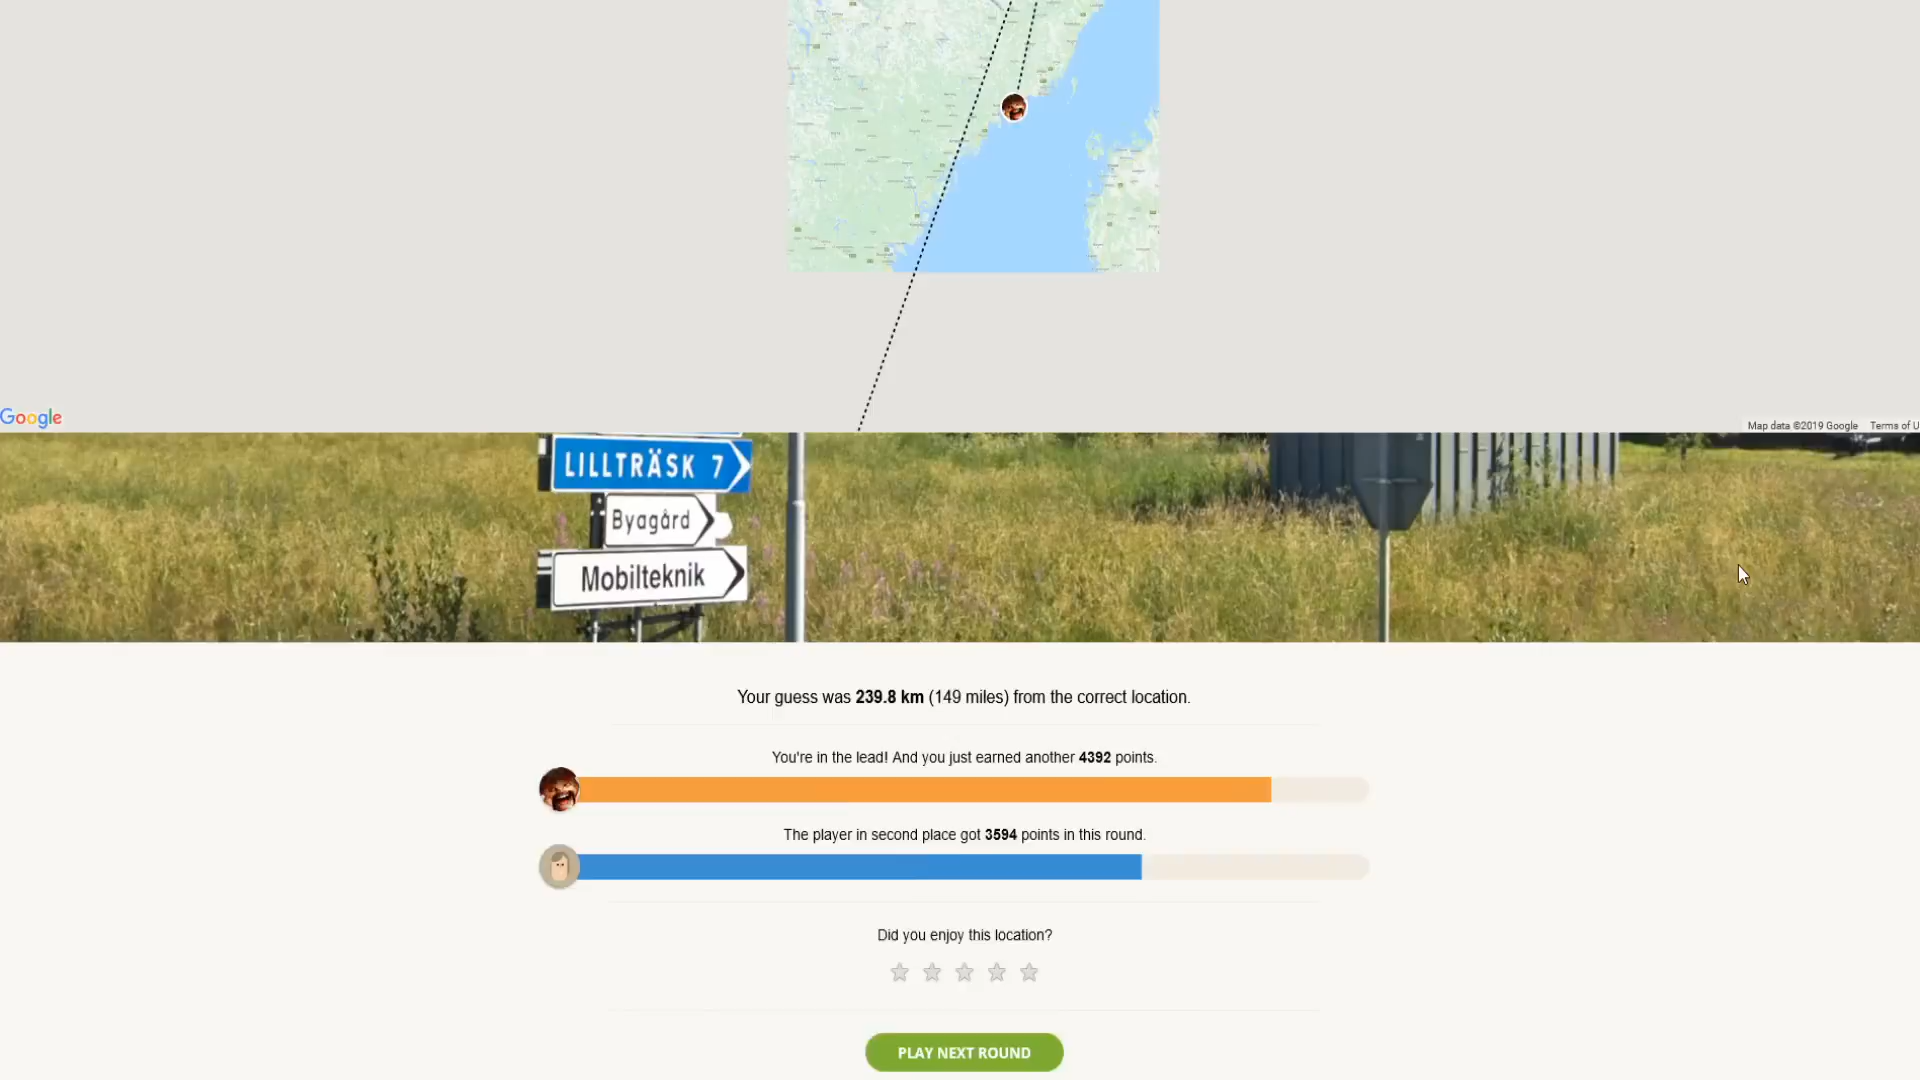 Google
Map data ©2019 Google
Terms of U
LILLTRÄSK 7
Byagård
Mobilteknik
Your guess was 239.8 km (149 miles) from the correct location.
You're in the lead! And you just earned another 4392 points.
The player in second place got 3594 points in this round.
Did you enjoy this location?
PLAY NEXT ROUND